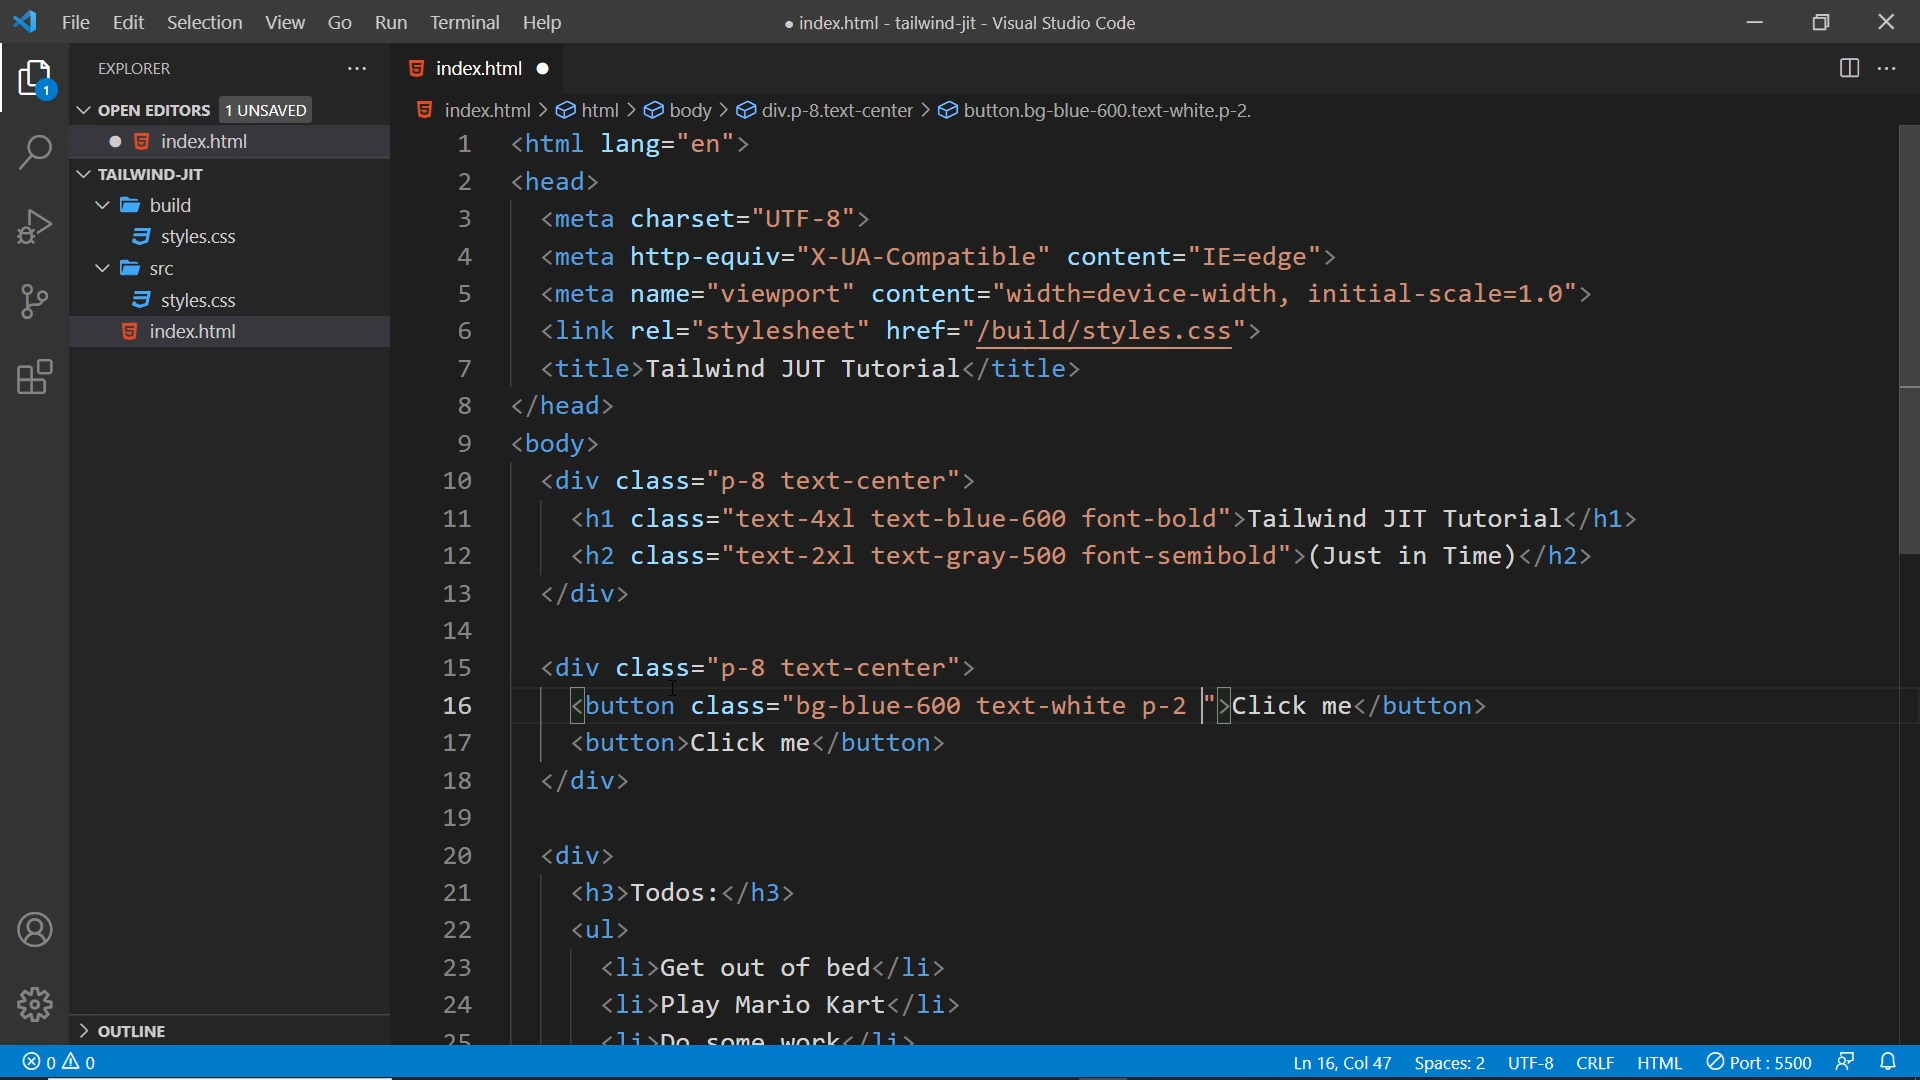 File Edit Selection View Go Run Terminal Help
● index.html - tailwind-jit - Visual Studio Code
EXPLORER
index.html
1
OPEN EDITORS 1 UNSAVED
index.html
TAILWIND-JIT
build
styles.css
src
styles.css
index.html
OUTLINE
index.html > html > body > div.p-8.text-center > button.bg-blue-600.text-white.p-2.
1 <html lang="en">
2 <head>
3 <meta charset="UTF-8">
4 <meta http-equiv="X-UA-Compatible" content="IE=edge">
5 <meta name="viewport" content="width=device-width, initial-scale=1.0">
6 <link rel="stylesheet" href="/build/styles.css">
7 <title>Tailwind JUT Tutorial</title>
8 </head>
9 <body>
10 <div class="p-8 text-center">
11 <h1 class="text-4xl text-blue-600 font-bold">Tailwind JIT Tutorial</h1>
12 <h2 class="text-2xl text-gray-500 font-semibold">(Just in Time)</h2>
13 </div>
14
15 <div class="p-8 text-center">
16 <button class="bg-blue-600 text-white p-2 ">Click me</button>
17 <button>Click me</button>
18 </div>
19
20 <div>
21 <h3>Todos:</h3>
22 <ul>
23 <li>Get out of bed</li>
24 <li>Play Mario Kart</li>
25 <li>Do some work</li>
0 0
Ln 16, Col 47 Spaces: 2 UTF-8 CRLF HTML Port : 5500